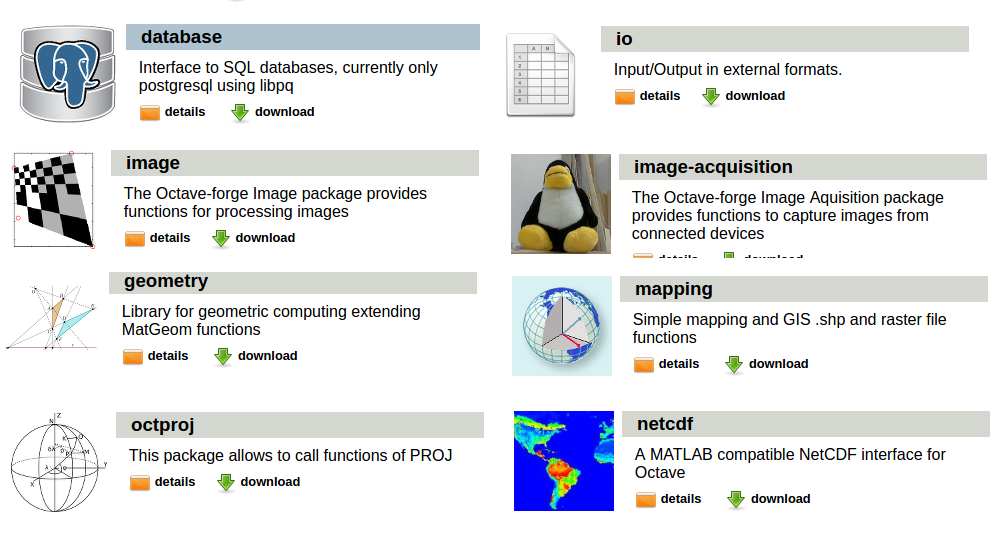 database
Interface to SQL databases, currently only
postgresql using libpq
details download
io
Input/Output in external formats.
details download
image
The Octave-forge Image package provides
functions for processing images
details download
image-acquisition
The Octave-forge Image Aquisition package
provides functions to capture images from
connected devices
details download
geometry
Library for geometric computing extending
MatGeom functions
details download
mapping
Simple mapping and GIS .shp and raster file
functions
details download
octproj
This package allows to call functions of PROJ
details download
netcdf
A MATLAB compatible NetCDF interface for
Octave
details download